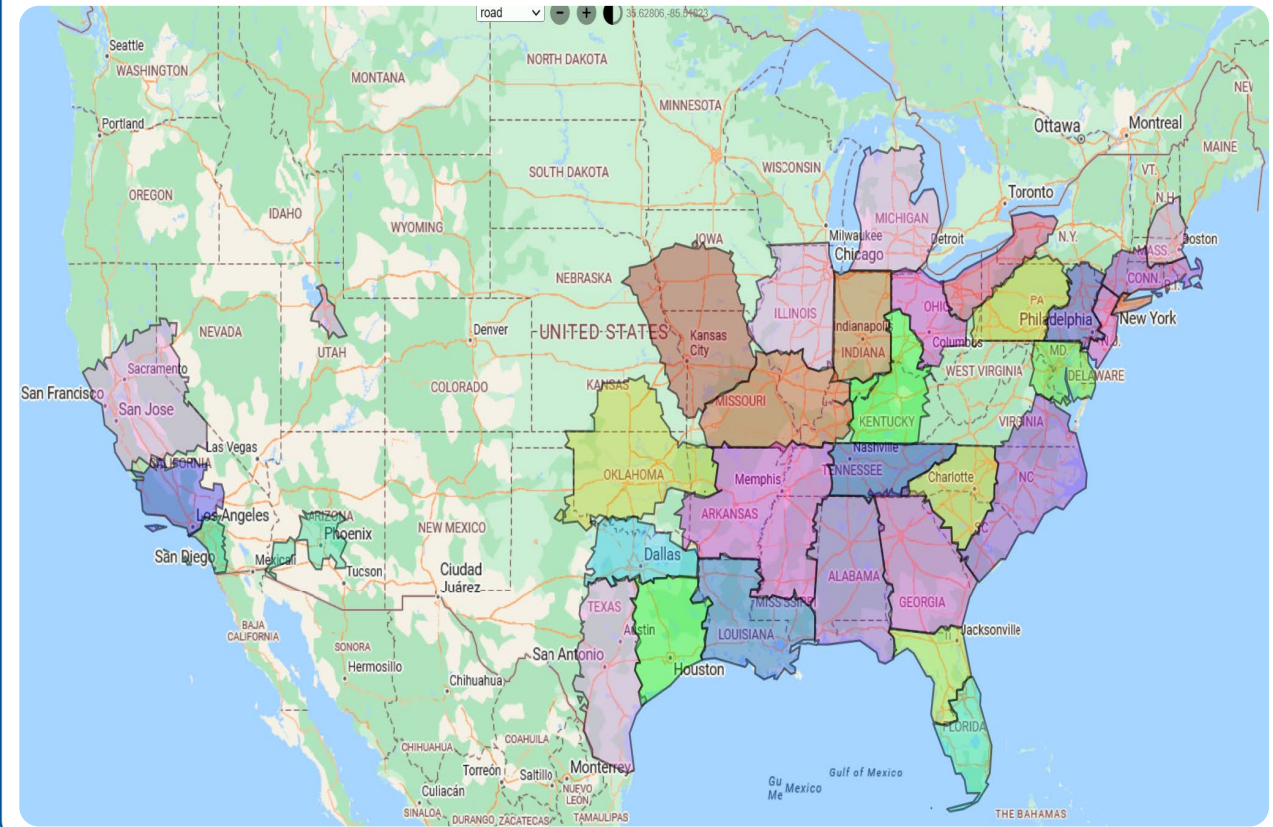 road
35.62806,-85.51823
Seattle
WASHINGTON
MONTANA
NORTH DAKOTA
MINNESOTA
Ottawa
Montreal
MAINE
Portland
OREGON
IDAHO
WYOMING
SOUTH DAKOTA
WISCONSIN
VT.
N.H.
Toronto
MICHIGAN
Milwaukee
Detroit
N.Y.
Boston
MASS.
CONN.
R.I.
IOWA
Chicago
NEBRASKA
NEVADA
UTAH
Denver
COLORADO
UNITED STATES
Kansas
City
ILLINOIS
Indianapolis
INDIANA
OHIO
Columbus
PA
Philadelphia
New York
N.J.
MD.
DELAWARE
WEST VIRGINIA
VIRGINIA
Sacramento
San Francisco
San Jose
Las Vegas
CALIFORNIA
KANSAS
MISSOURI
KENTUCKY
Nashville
TENNESSEE
Charlotte
NC
SC
OKLAHOMA
Memphis
ARKANSAS
Los Angeles
San Diego
Mexicali
ARIZONA
Phoenix
Tucson
NEW MEXICO
Ciudad
Juárez
Dallas
TEXAS
Austin
San Antonio
Houston
LOUISIANA
MISSISSIPPI
ALABAMA
GEORGIA
Jacksonville
FLORIDA
BAJA
CALIFORNIA
SONORA
Hermosillo
Chihuahua
CHIHUAHUA
COAHUILA
Torreón
Saltillo
Monterrey
NUEVO
LEÓN
Culiacán
SINALOA
DURANGO
ZACATECAS
TAMAULIPAS
Gu
Me
Mexico
Gulf of Mexico
THE BAHAMAS